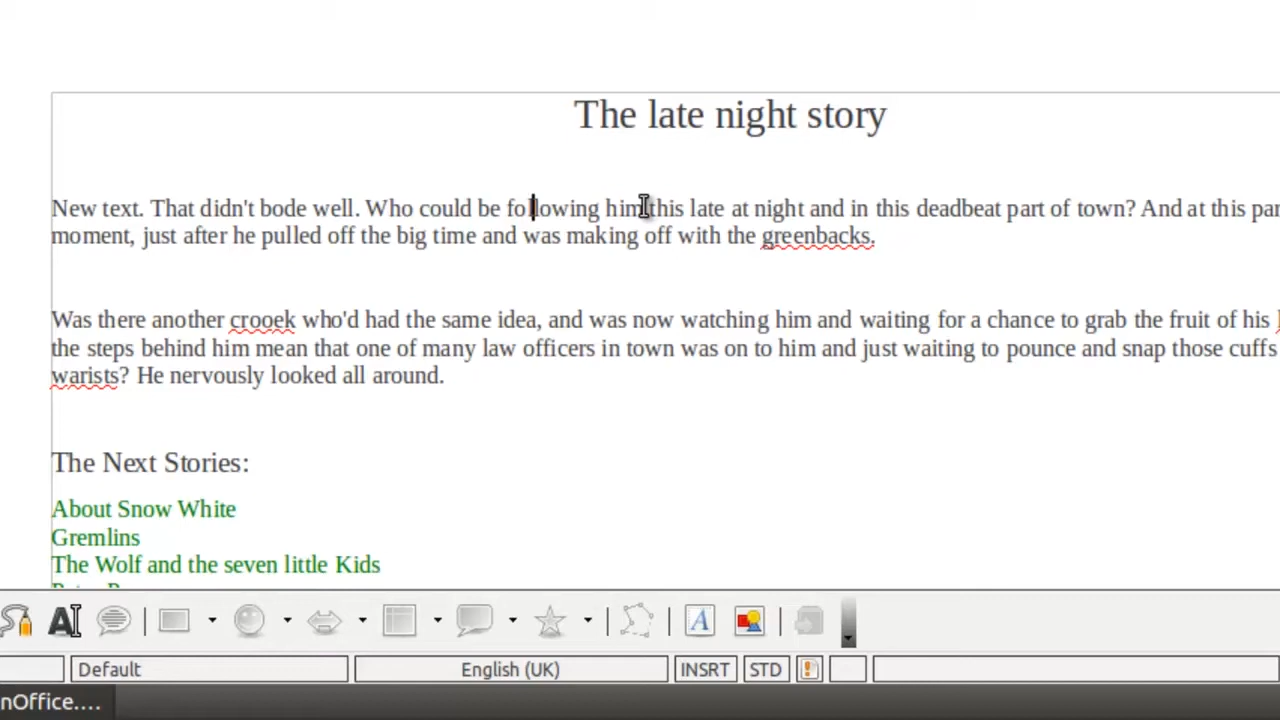 The late night story
New text. That didn't bode well. Who could be following him this late at night and in this deadbeat part of town? And at this
moment, just after he pulled off the big time and was making off with the greenbacks.
Was there another crooek who'd had the same idea, and was now watching him and waiting for a chance to grab the fruit of his
the steps behind him mean that one of many law officers in town was on to him and just waiting to pounce and snap those cuffs
warists? He nervously looked all around.
The Next Stories:
About Snow White
Gremlins
The Wolf and the seven little Kids
Default English (UK) INSRT STD
nOffice....